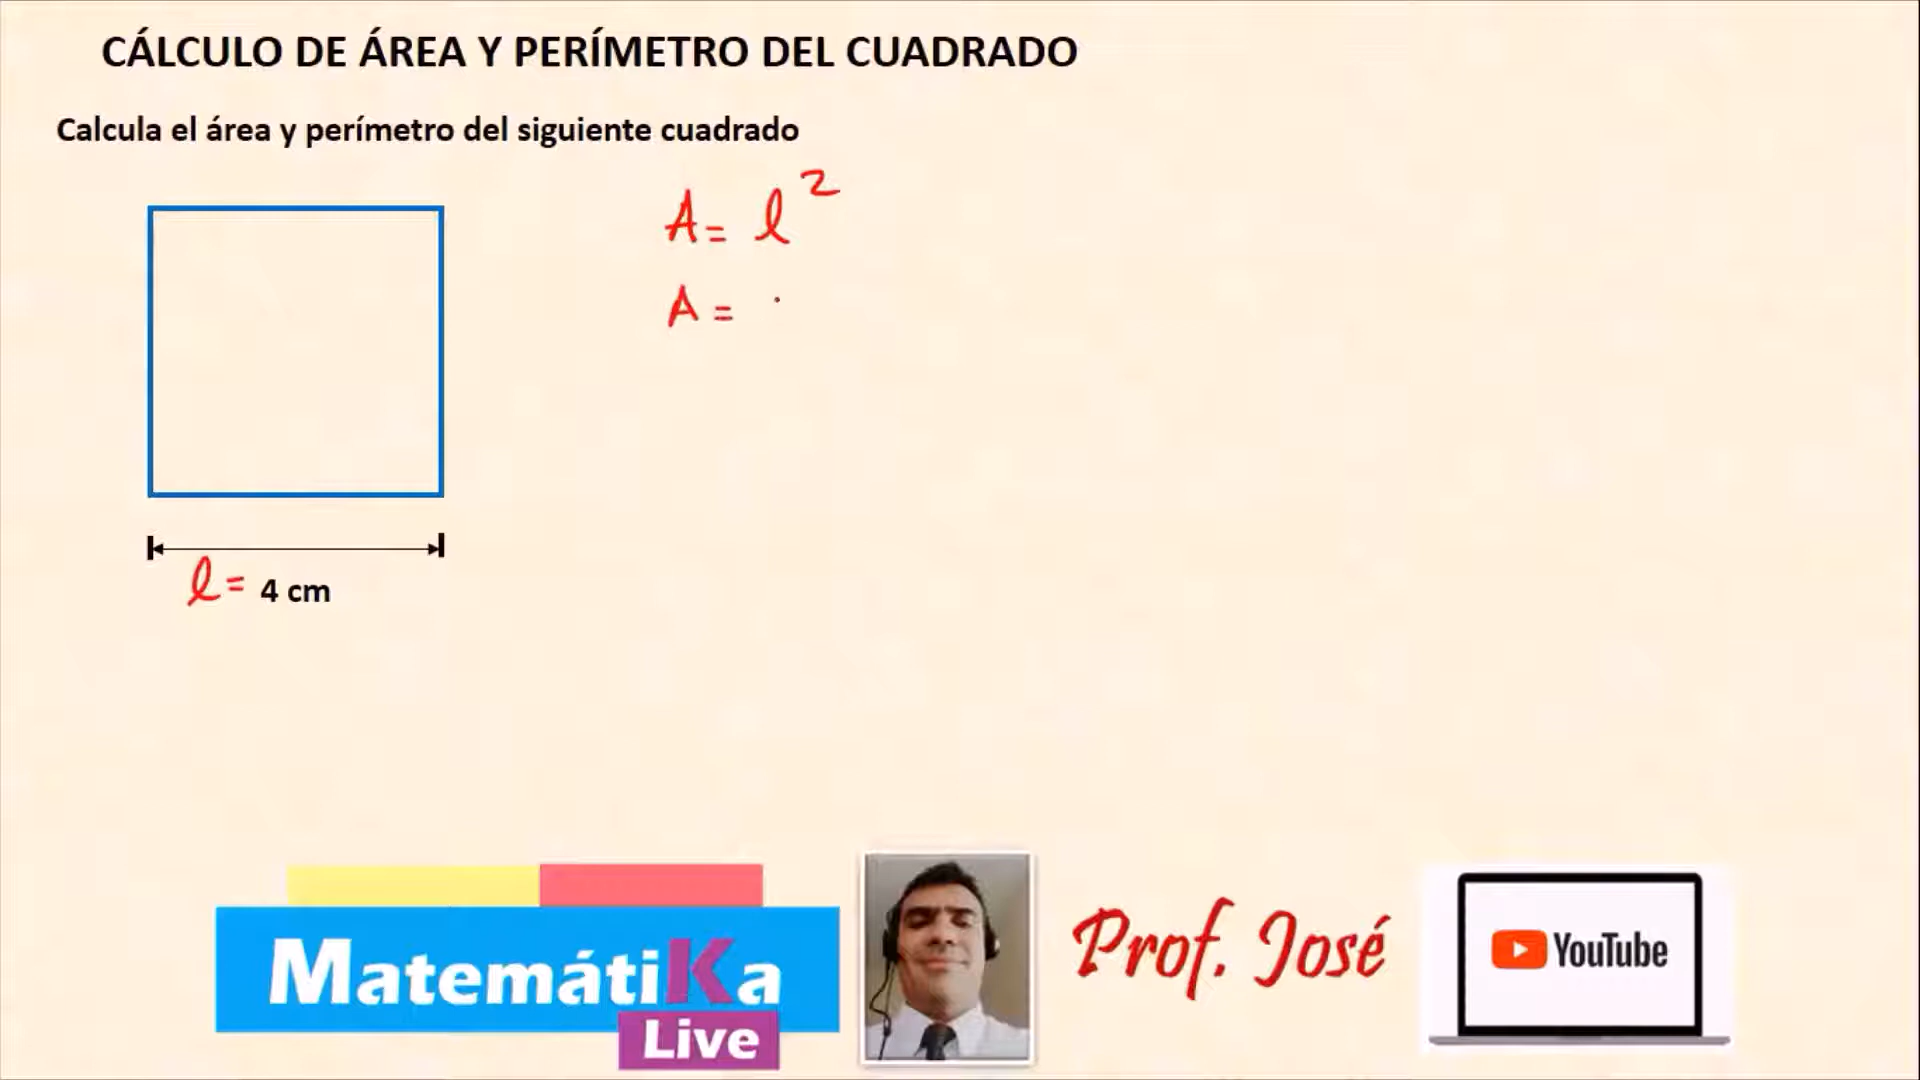 CÁLCULO DE ÁREA Y PERÍMETRO DEL CUADRADO
Calcula el área y perímetro del siguiente cuadrado
A = l²
A =
l = 4 cm
MatemátiKa
Live
Prof. José
YouTube